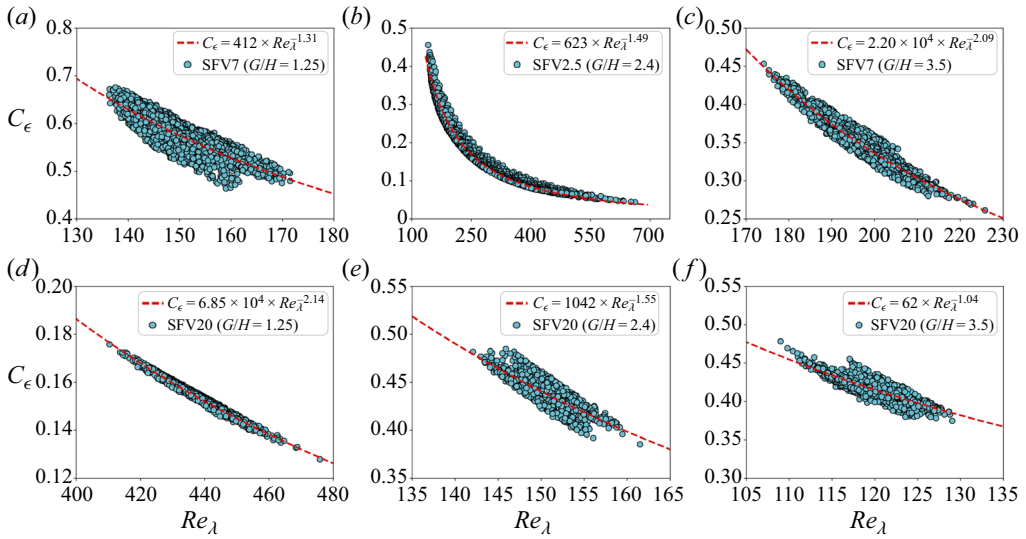 (a)
0.8
0.7
0.6
0.5
0.4
C_ϵ
C_ϵ = 412 × Re_λ^−1.31
SFV7 (G/H = 1.25)
130 140 150 160 170 180
(b)
0.5
0.4
0.3
0.2
0.1
0
C_ϵ = 623 × Re_λ^−1.49
SFV2.5 (G/H = 2.4)
100 250 400 550 700
(c)
0.50
0.45
0.40
0.35
0.30
0.25
C_ϵ = 2.20 × 10^4 × Re_λ^−2.09
SFV7 (G/H = 3.5)
170 180 190 200 210 220 230
(d)
0.20
0.18
0.16
0.14
0.12
C_ϵ
C_ϵ = 6.85 × 10^4 × Re_λ^−2.14
SFV20 (G/H = 1.25)
400 420 440 460 480
Re_λ
(e)
0.55
0.50
0.45
0.40
0.35
C_ϵ = 1042 × Re_λ^−1.55
SFV20 (G/H = 2.4)
135 140 145 150 155 160 165
Re_λ
(f)
0.55
0.50
0.45
0.40
0.35
0.30
C_ϵ = 62 × Re_λ^−1.04
SFV20 (G/H = 3.5)
105 110 115 120 125 130 135
Re_λ